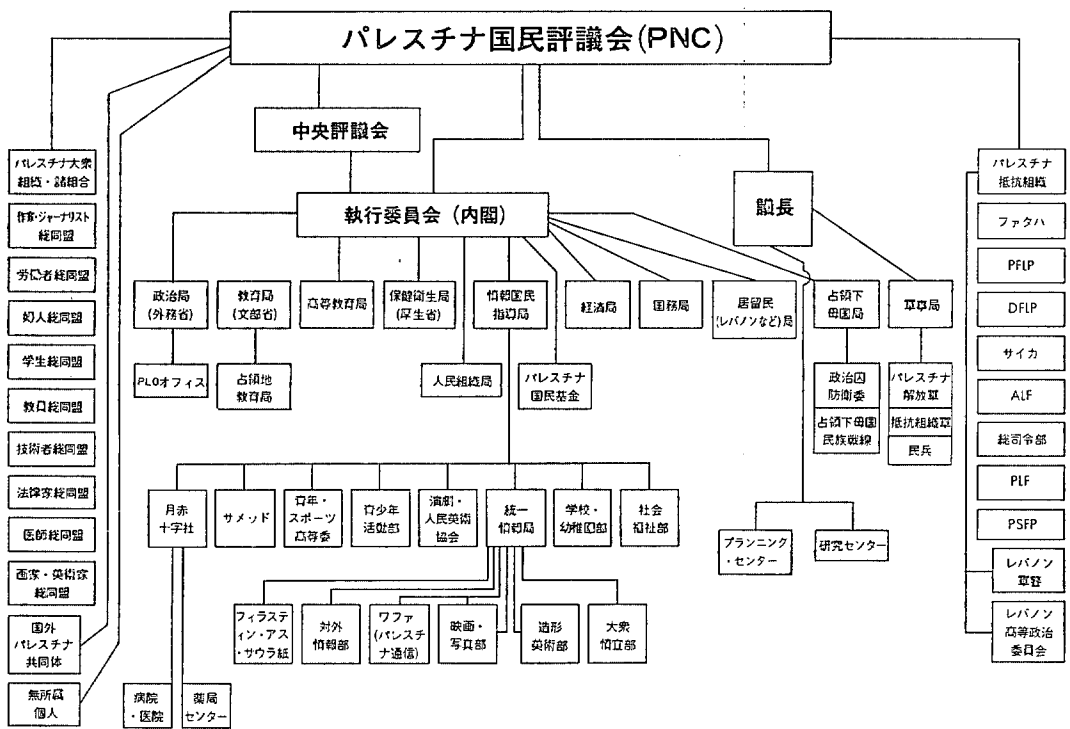 パレスチナ国民評議会(PNC)
中央評議会
執行委員会（内閣）
議長
パレスチナ大衆
組織・諸組合
作家・ジャーナリスト
総同盟
労働者総同盟
婦人総同盟
学生総同盟
教員総同盟
技術者総同盟
法律家総同盟
医師総同盟
画家・美術家
総同盟
国外
パレスチナ
共同体
無所属
個人
政治局
(外務省)
PLOオフィス
教育局
(文部省)
占領地
教育局
高等教育局
保健衛生局
(厚生省)
情報国民
指導局
人民組織局
パレスチナ
国民基金
経済局
国務局
居留民
(レバノンなど)局
占領下
母国局
政治囚
防衛委
占領下母国
民族戦線
軍事局
パレスチナ
解放軍
抵抗組織軍
民兵
月赤
十字社
サメッド
青年・
スポーツ
高等委
青少年
活動部
演劇・
人民芸術
協会
統一
情報局
学校・
幼稚園部
社会
福祉部
プランニング
・センター
研究センター
フィラステ
ィン・アス
・サウラ紙
対外
情報部
ワファ
(パレスチ
ナ通信)
映画・
写真部
造形
美術部
大衆
病院
・医院
薬局
センター
パレスチナ
抵抗組織
ファタハ
PFLP
DFLP
サイカ
ALF
総司令部
PLF
PSFP
レバノン
レバノン
高等政治
委員会